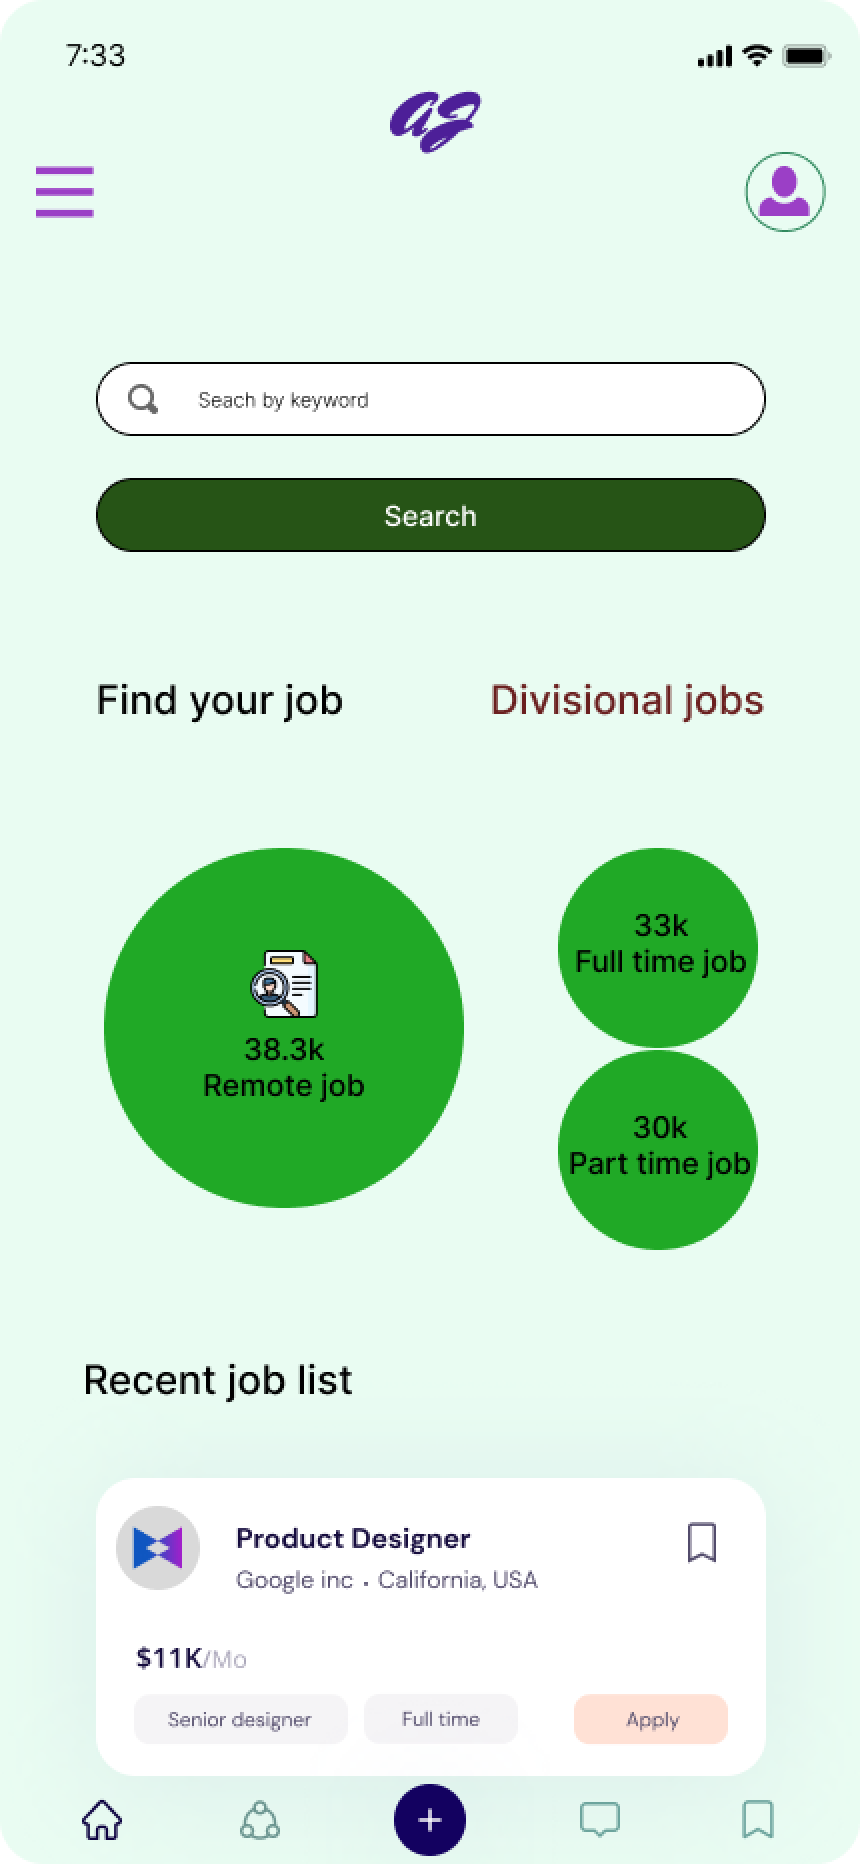 7:33
AJ
Seach by keyword
Search
Find your job
Divisional jobs
38.3k
Remote job
33k
Full time job
30k
Part time job
Recent job list
Product Designer
Google inc . California, USA
$11K/Mo
Senior designer
Full time
Apply